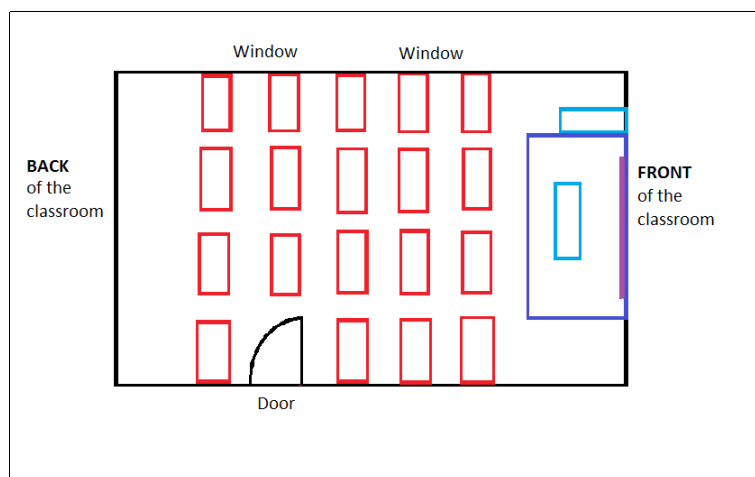 Window
Window
BACK
of the
classroom
FRONT
of the
classroom
Door